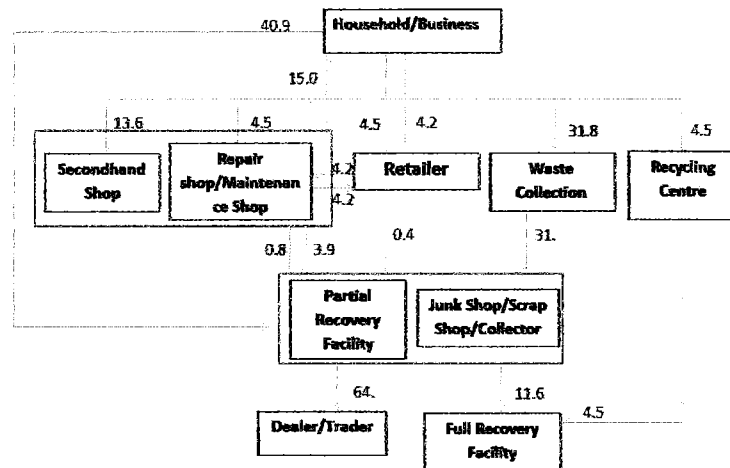 40.9
Household/Business
15.0
13.6
4.5
4.5
4.2
31.8
4.5
Secondhand
Shop
Repair
shop/Maintenan
ce Shop
4.2
4.2
Retailer
Waste
Collection
Recycling
Centre
0.8
3.9
0.4
31.
Partial
Recovery
Facility
Junk Shop/Scrap
Shop/Collector
64.
11.6
4.5
Dealer/Trader
Full Recovery
Facility